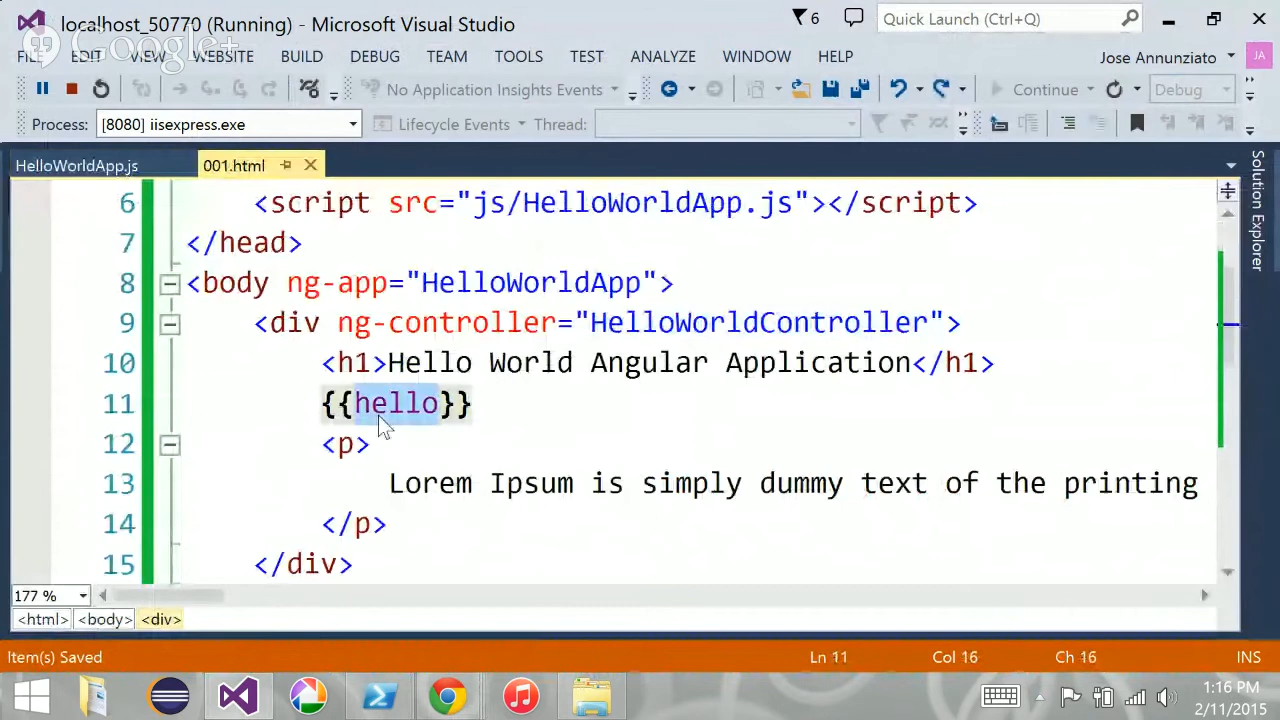 localhost_50770 (Running) - Microsoft Visual Studio
6
Quick Launch (Ctrl+Q)
Google+
FILE EDIT VIEW WEBSITE BUILD DEBUG TEAM TOOLS TEST ANALYZE WINDOW HELP
Jose Annunziato
JA
No Application Insights Events
Continue
Debug
Process: [8080] iisexpress.exe
Lifecycle Events
Thread:
HelloWorldApp.js
001.html
Solution Explorer
6 <script src="js/HelloWorldApp.js"></script>
7 </head>
8 <body ng-app="HelloWorldApp">
9 <div ng-controller="HelloWorldController">
10 <h1>Hello World Angular Application</h1>
11 {{hello}}
12 <p>
13 Lorem Ipsum is simply dummy text of the printing
14 </p>
15 </div>
177 %
<html> <body> <div>
Item(s) Saved
Ln 11
Col 16
Ch 16
INS
1:16 PM
2/11/2015